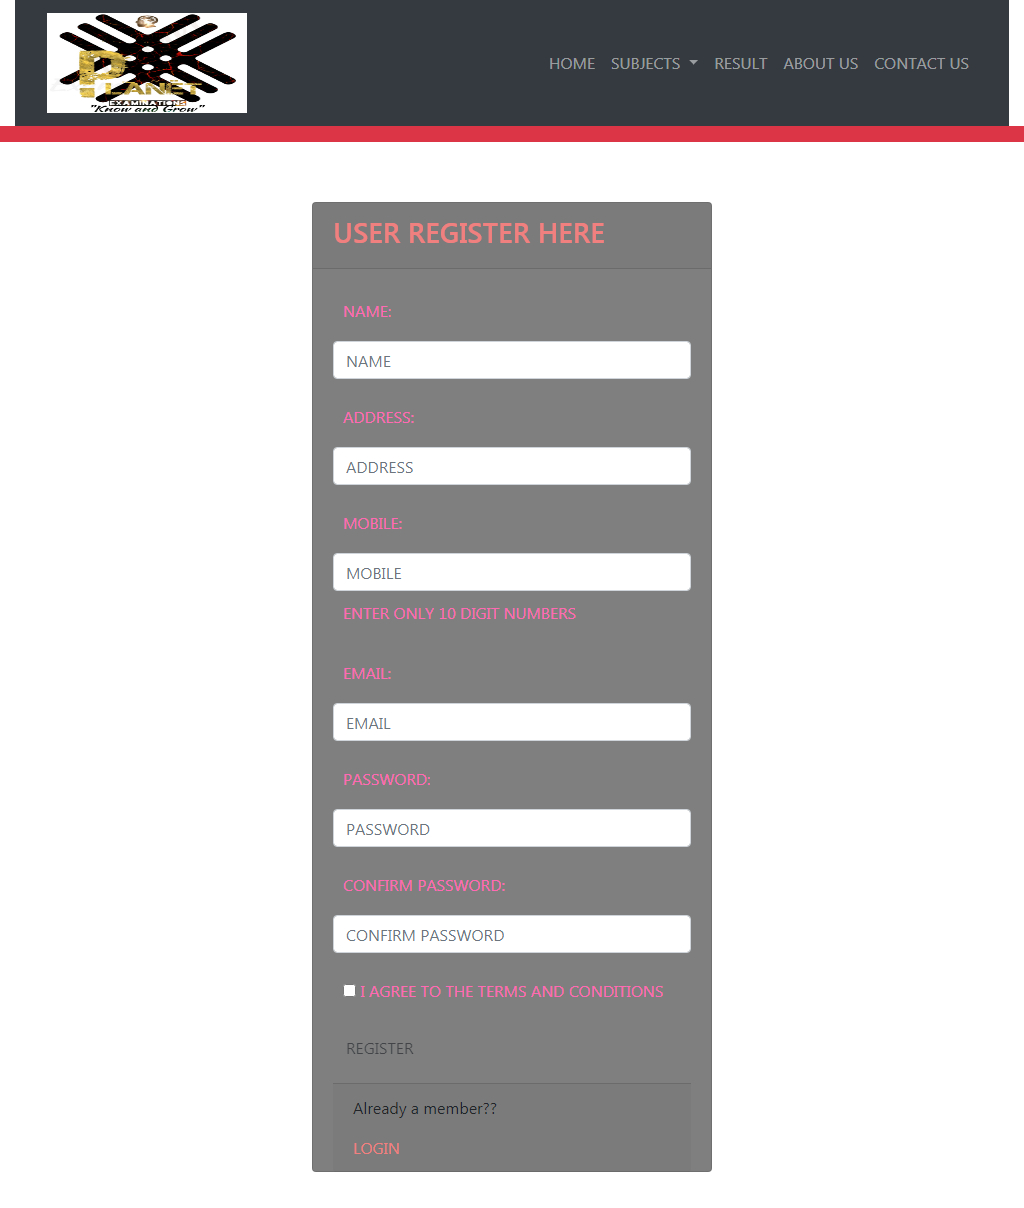 PLANET
EXAMINATIONS
"Know and Grow"
HOME SUBJECTS RESULT ABOUT US CONTACT US
USER REGISTER HERE
NAME:
NAME
ADDRESS:
ADDRESS
MOBILE:
MOBILE
ENTER ONLY 10 DIGIT NUMBERS
EMAIL:
EMAIL
PASSWORD:
PASSWORD
CONFIRM PASSWORD:
CONFIRM PASSWORD
I AGREE TO THE TERMS AND CONDITIONS
REGISTER
Already a member??
LOGIN